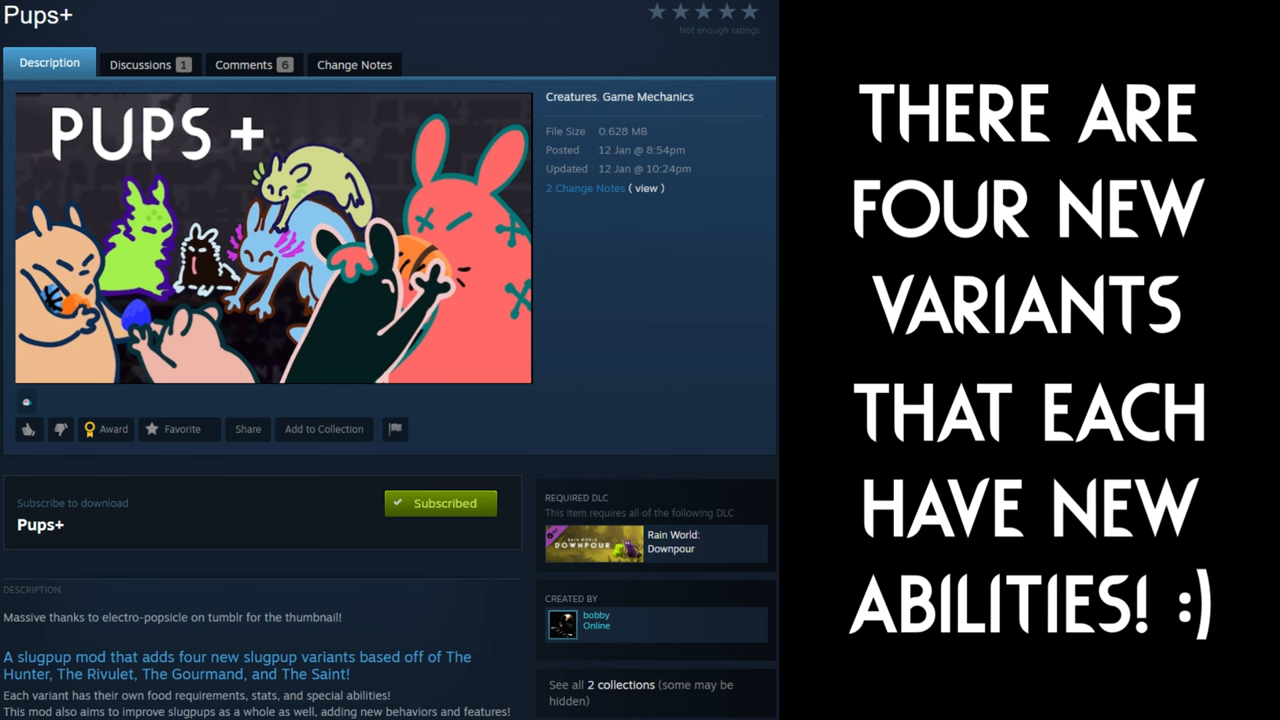 Pups+
Not enough ratings
Description
Discussions 1
Comments 6
Change Notes
PUPS +
Creatures, Game Mechanics
File Size 0.628 MB
Posted 12 Jan @ 8:54pm
Updated 12 Jan @ 10:24pm
2 Change Notes ( view )
Award
Favorite
Share
Add to Collection
Subscribe to download
Pups+
Subscribed
DESCRIPTION
Massive thanks to electro-popsicle on tumblr for the thumbnail!
A slugpup mod that adds four new slugpup variants based off of The
Hunter, The Rivulet, The Gourmand, and The Saint!
Each variant has their own food requirements, stats, and special abilities!
This mod also aims to improve slugpups as a whole as well, adding new behaviors and features!
REQUIRED DLC
This item requires all of the following DLC
RAIN WORLD
DOWNPOUR
Rain World:
Downpour
CREATED BY
bobby
Online
See all 2 collections (some may be
hidden)
THERE ARE
FOUR NEW
VARIANTS
THAT EACH
HAVE NEW
ABILITIES! :)